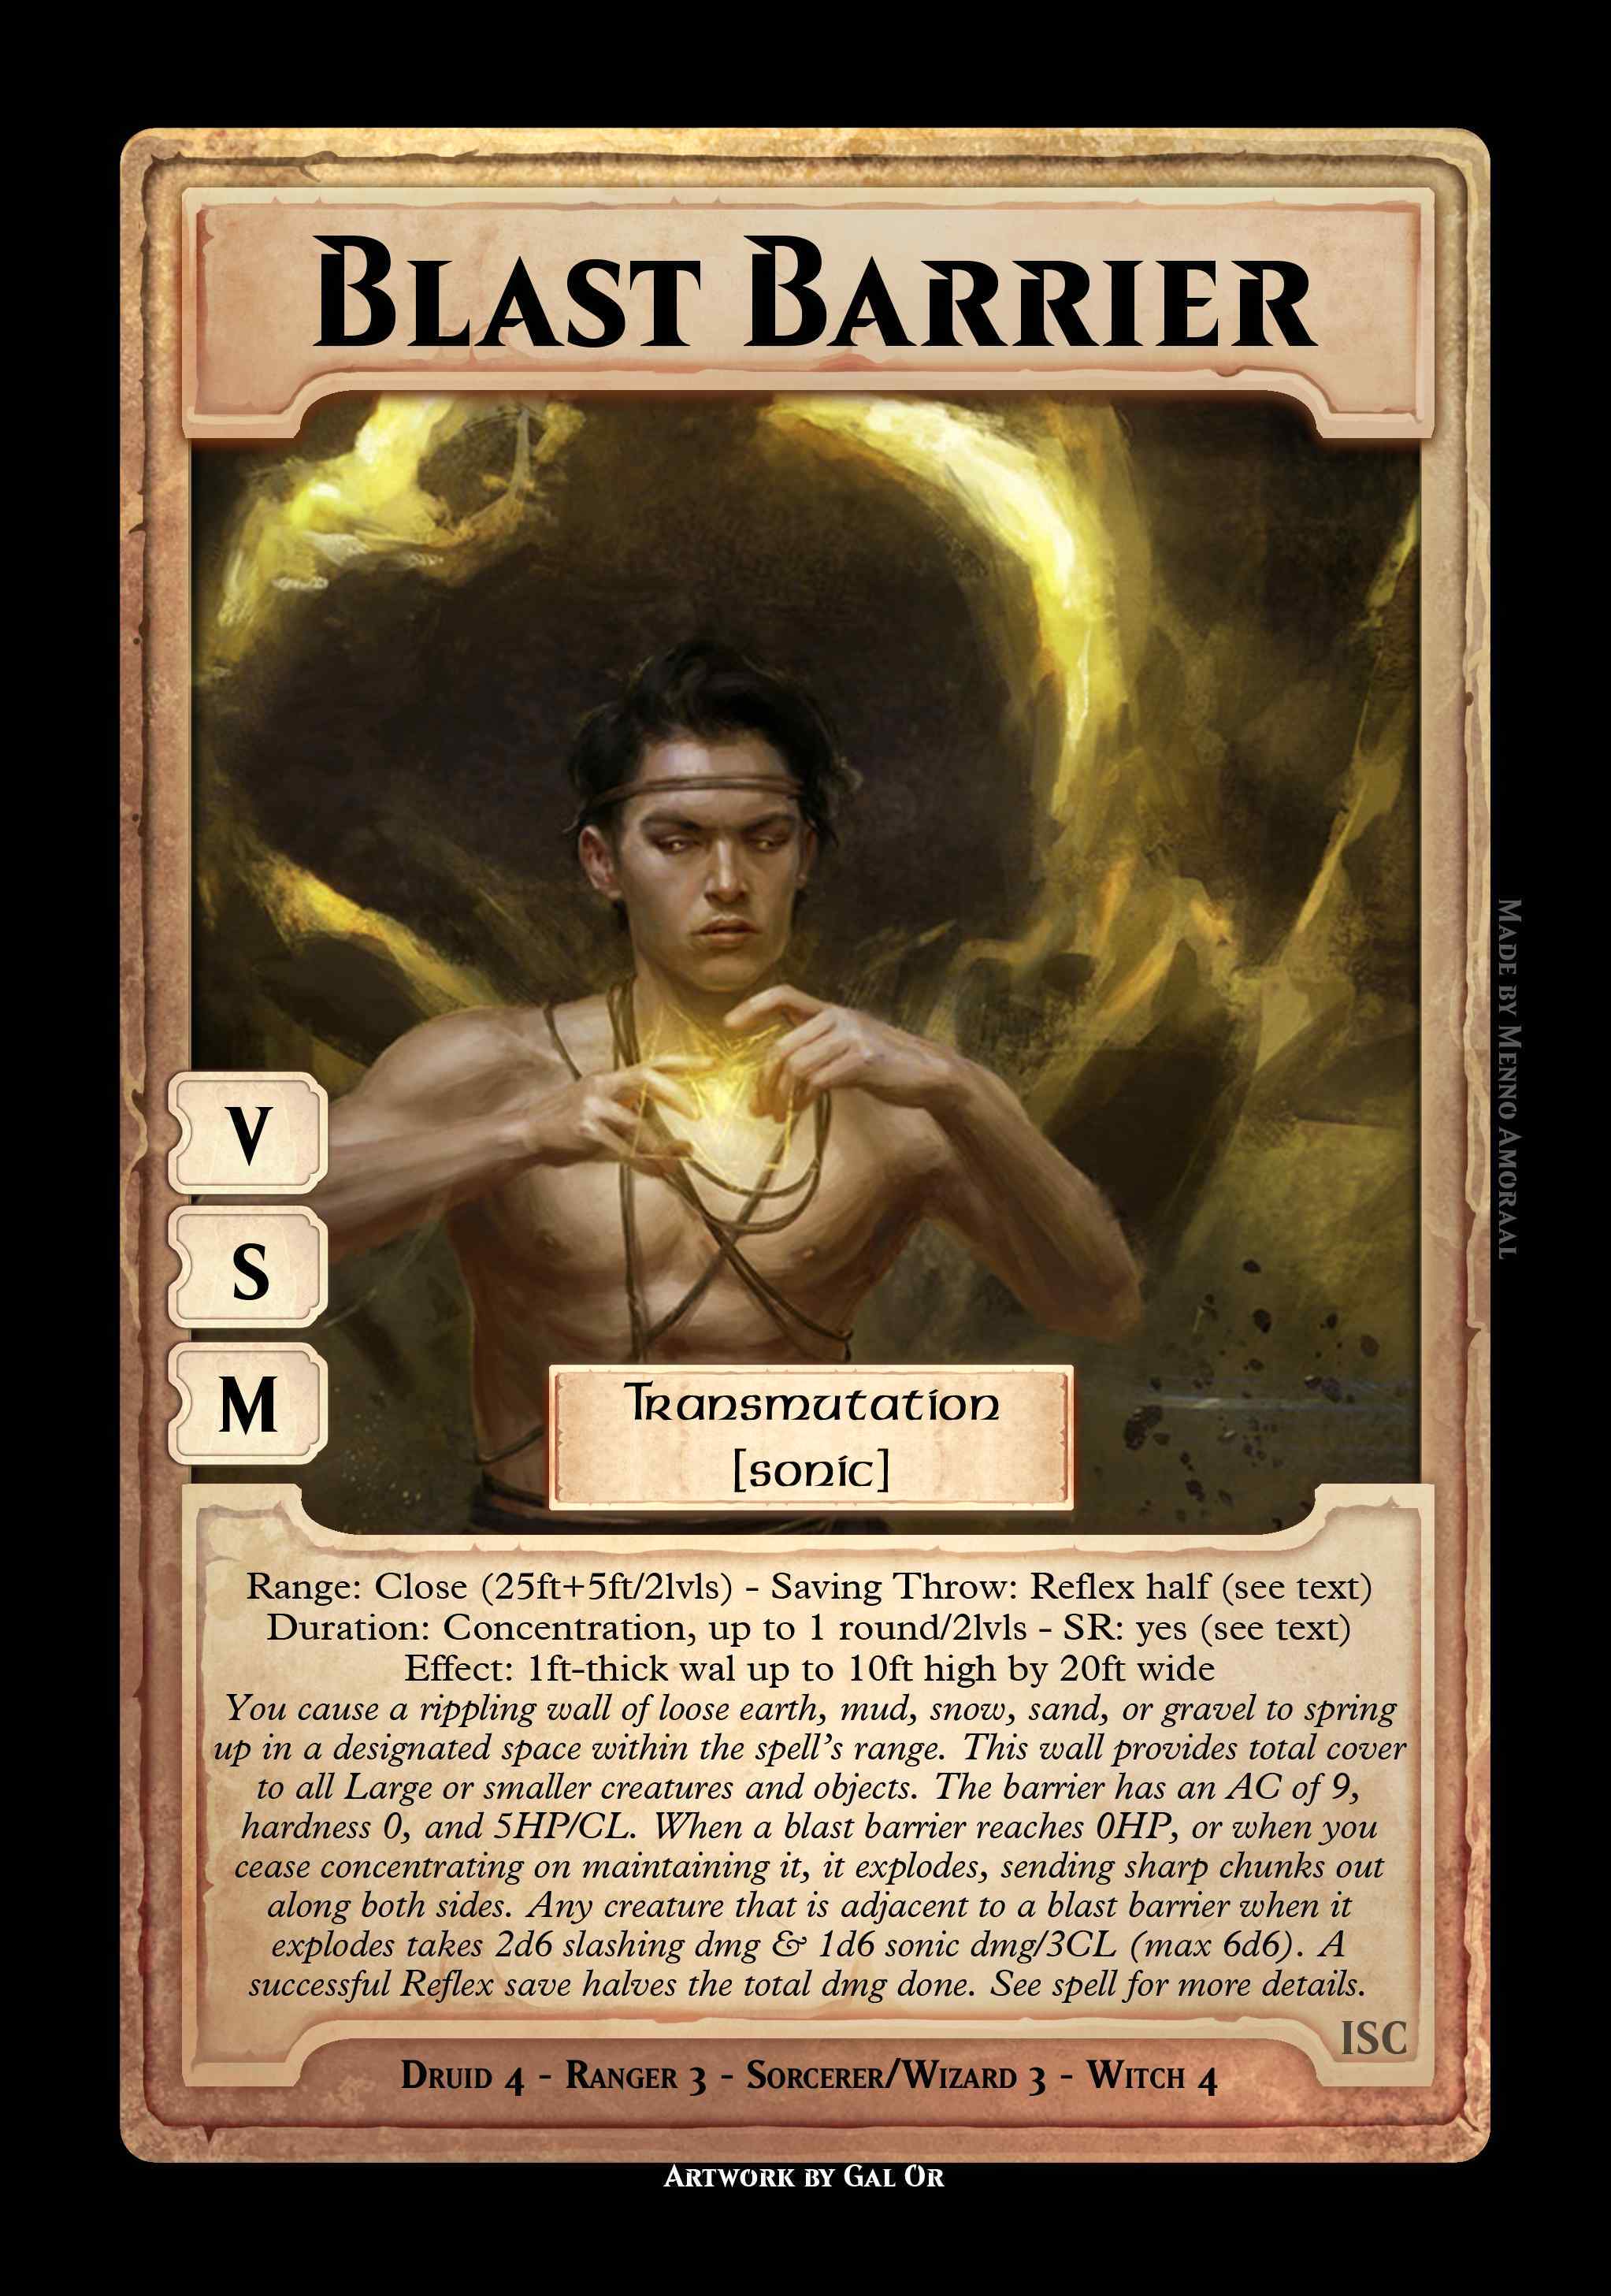 Blast Barrier
V
S
M
Transmutation
[sonic]
Range: Close (25ft+5ft/2lvls) - Saving Throw: Reflex half (see text)
Duration: Concentration, up to 1 round/2lvls - SR: yes (see text)
Effect: 1ft-thick wal up to 10ft high by 20ft wide
You cause a rippling wall of loose earth, mud, snow, sand, or gravel to spring
up in a designated space within the spell's range. This wall provides total cover
to all Large or smaller creatures and objects. The barrier has an AC of 9,
hardness 0, and 5HP/CL. When a blast barrier reaches 0HP, or when you
cease concentrating on maintaining it, it explodes, sending sharp chunks out
along both sides. Any creature that is adjacent to a blast barrier when it
explodes takes 2d6 slashing dmg & 1d6 sonic dmg/3CL (max 6d6). A
successful Reflex save halves the total dmg done. See spell for more details.
ISC
Druid 4 - Ranger 3 - Sorcerer/Wizard 3 - Witch 4
Artwork by Gal Or
Made by Menno Amoraal